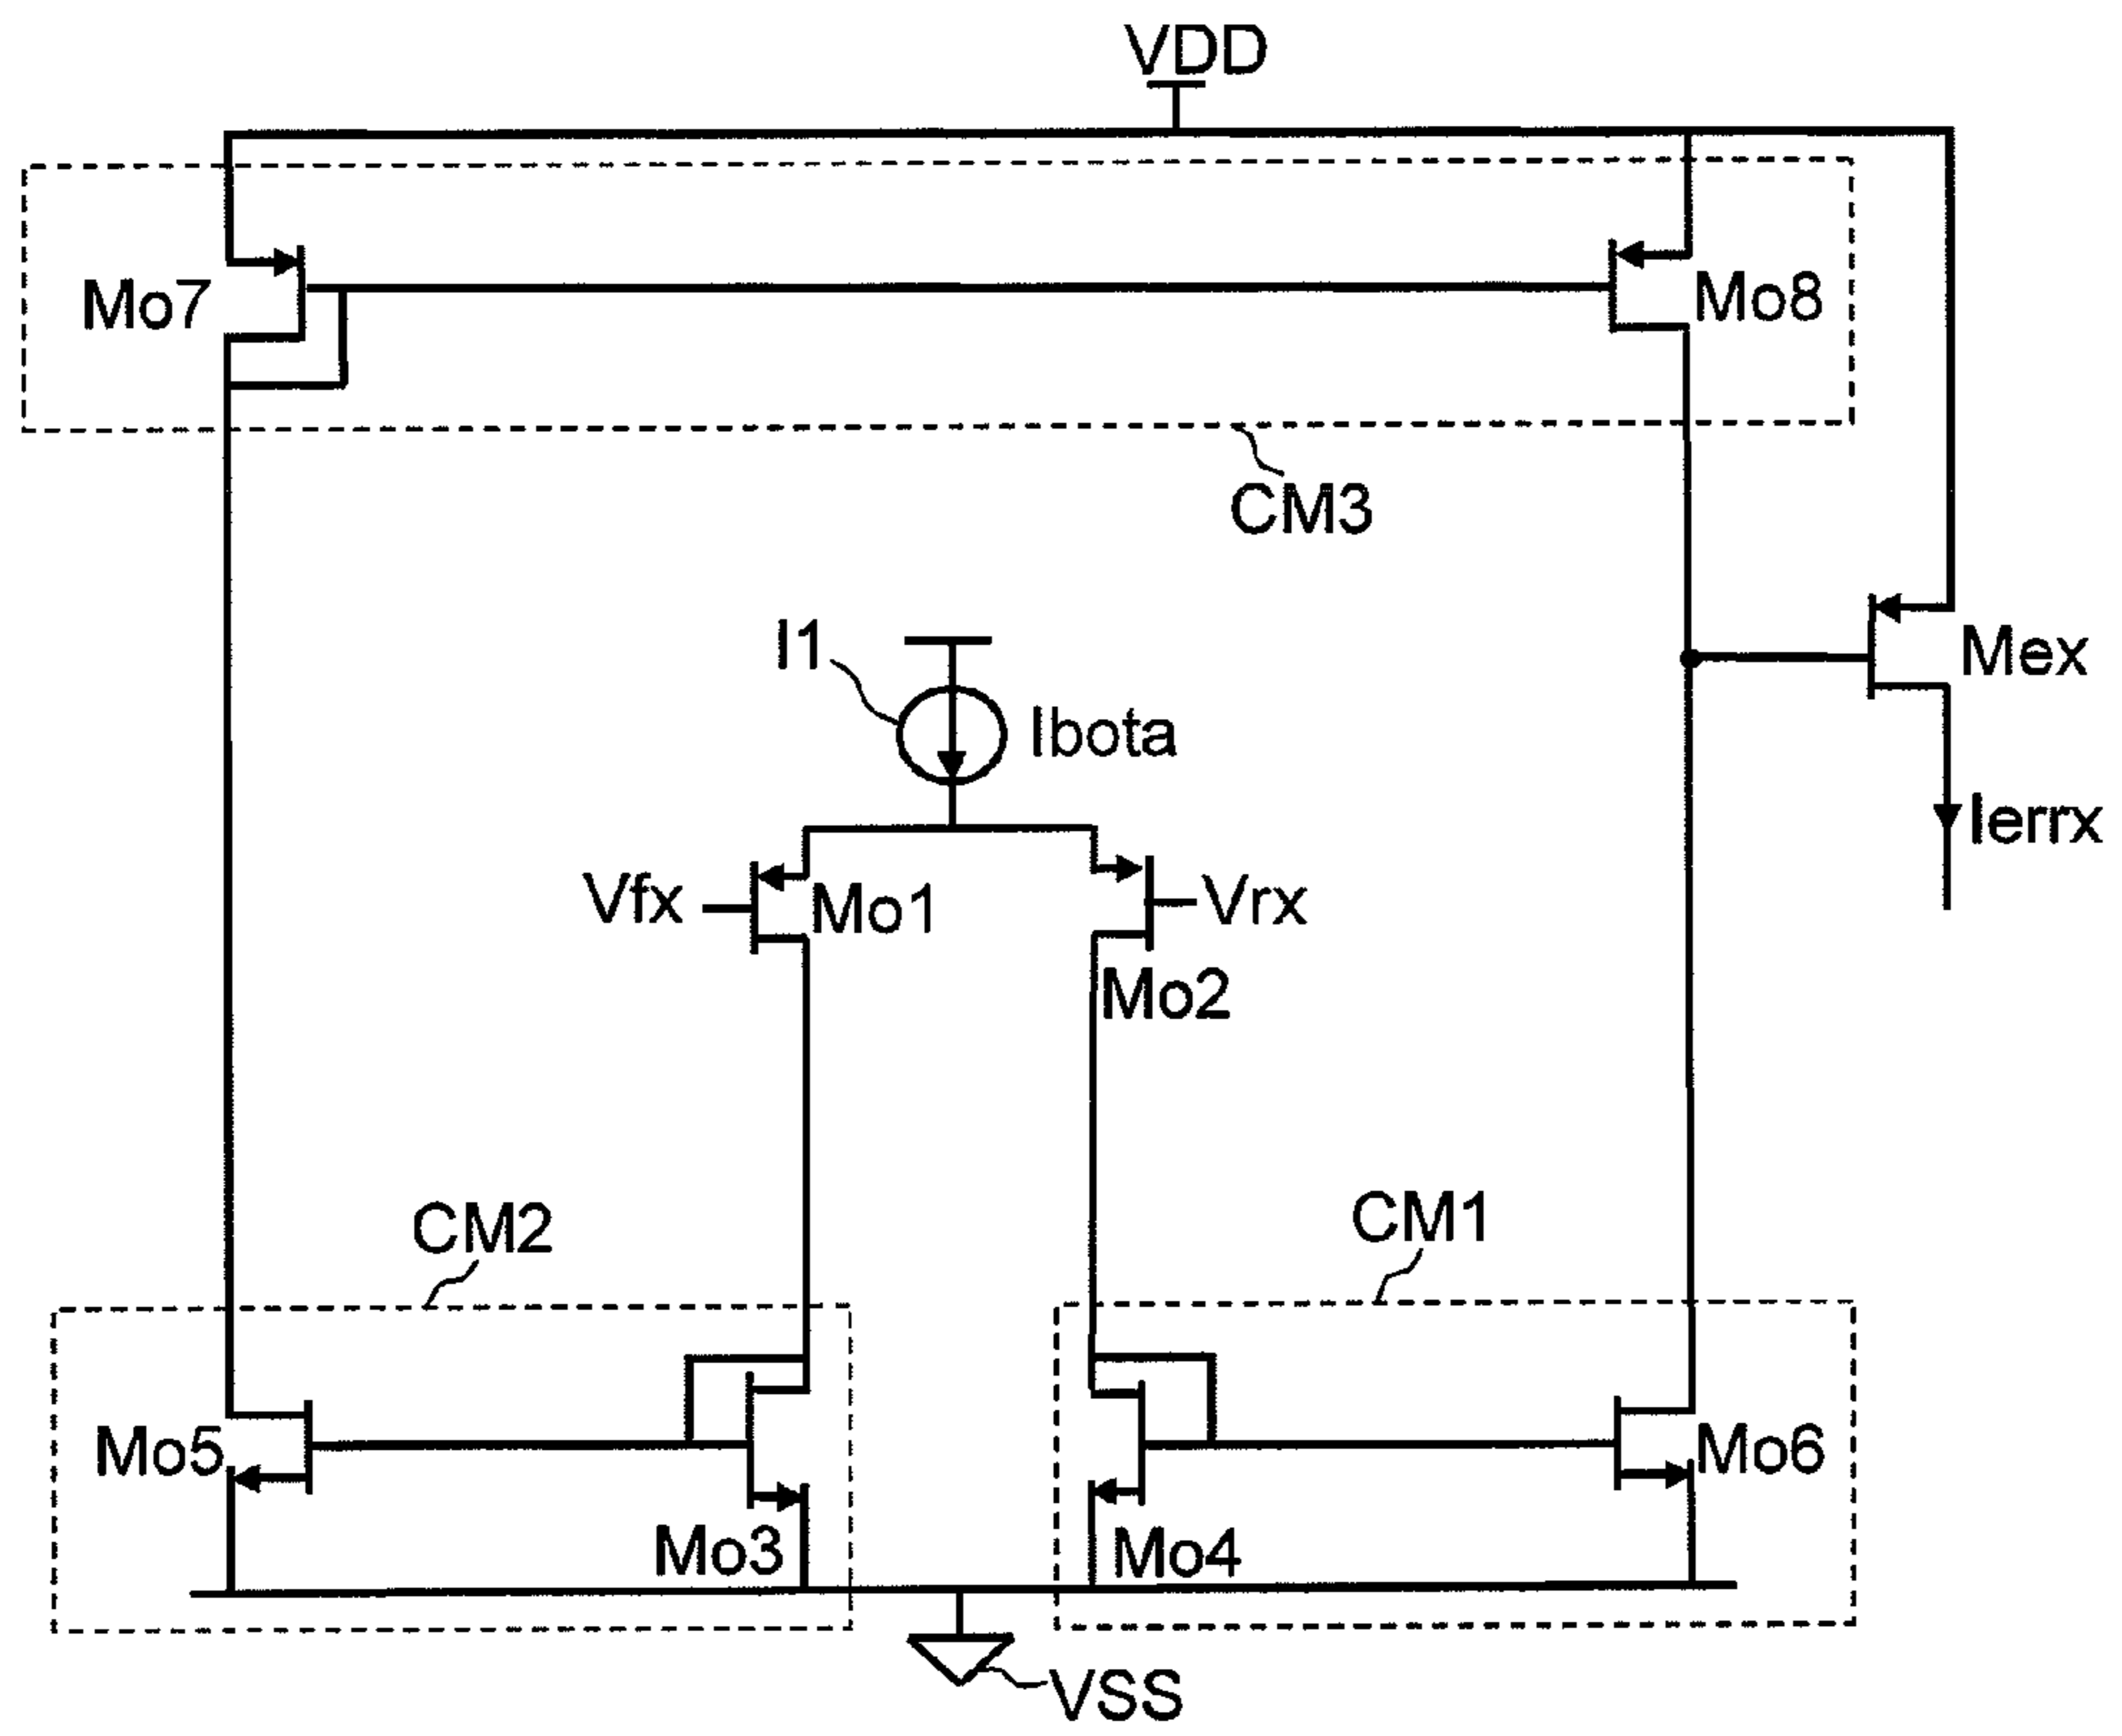 VDD
Mo7
Mo8
CM3
I1
Ibota
Mex
Ierrx
Vfx
Mo1
Vrx
Mo2
CM2
CM1
Mo5
Mo3
Mo4
Mo6
VSS